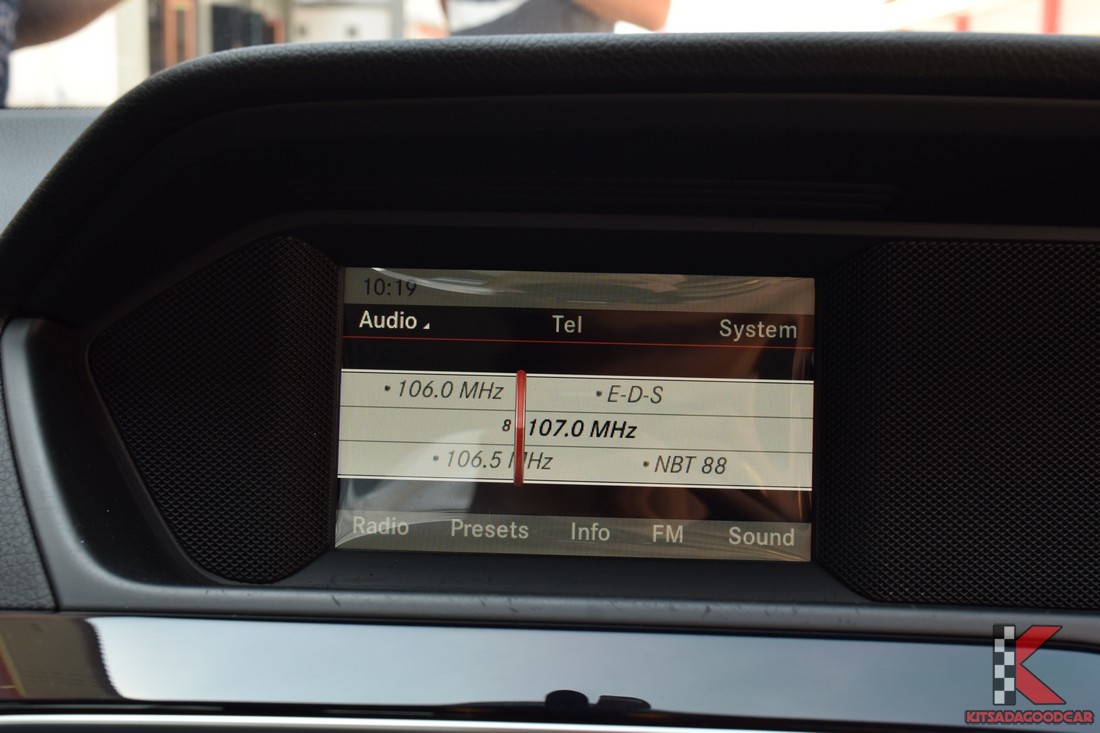 10:19
Audio Tel System
• 106.0 MHz • E-D-S
8 107.0 MHz
• 106.5 MHz • NBT 88
Radio Presets Info FM Sound
K
KITSADAGOODCAR